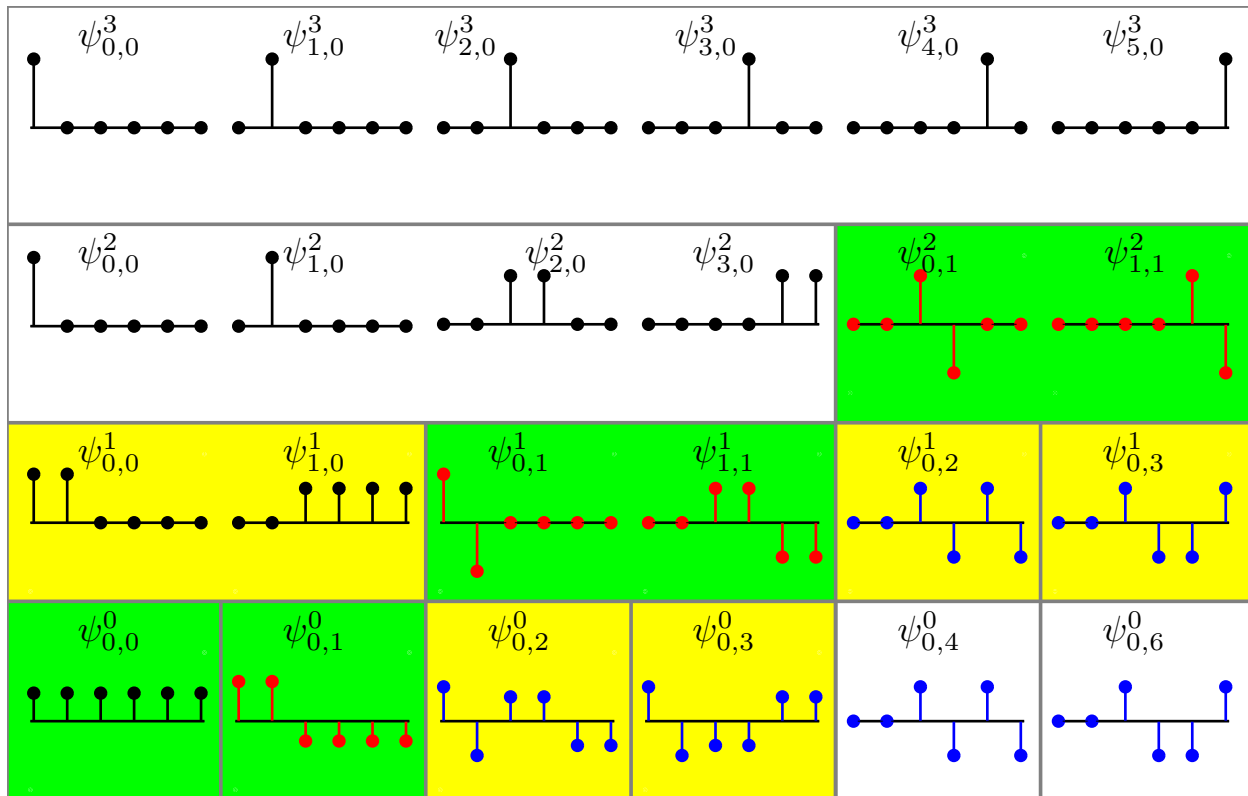 ψ^3_{0,0} ψ^3_{1,0} ψ^3_{2,0} ψ^3_{3,0} ψ^3_{4,0} ψ^3_{5,0}
ψ^2_{0,0} ψ^2_{1,0} ψ^2_{2,0} ψ^2_{3,0} ψ^2_{0,1} ψ^2_{1,1}
ψ^1_{0,0} ψ^1_{1,0} ψ^1_{0,1} ψ^1_{1,1} ψ^1_{0,2} ψ^1_{0,3}
ψ^0_{0,0} ψ^0_{0,1} ψ^0_{0,2} ψ^0_{0,3} ψ^0_{0,4} ψ^0_{0,6}